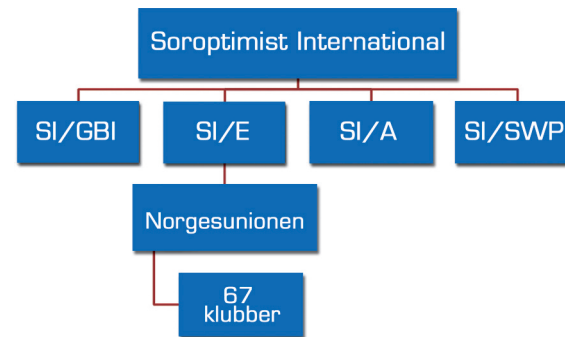 Soroptimist International
SI/GBI
SI/E
SI/A
SI/SWP
Norgesunionen
67
klubber